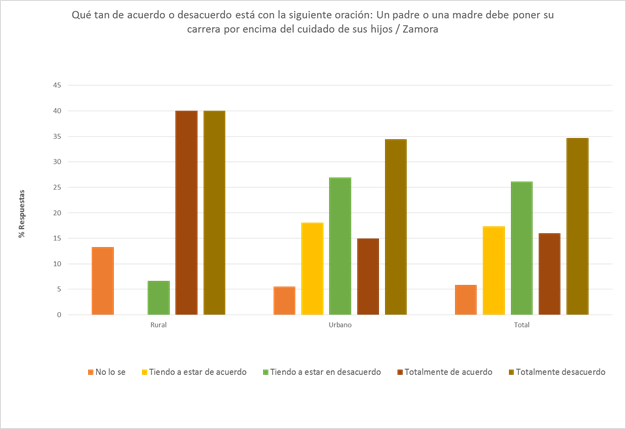 Qué tan de acuerdo o desacuerdo está con la siguiente oración: Un padre o una madre debe poner su
carrera por encima del cuidado de sus hijos / Zamora
45
40
35
30
25
20
15
10
5
0
% Respuestas
Rural
Urbano
Total
No lo se
Tiendo a estar de acuerdo
Tiendo a estar en desacuerdo
Totalmente de acuerdo
Totalmente desacuerdo